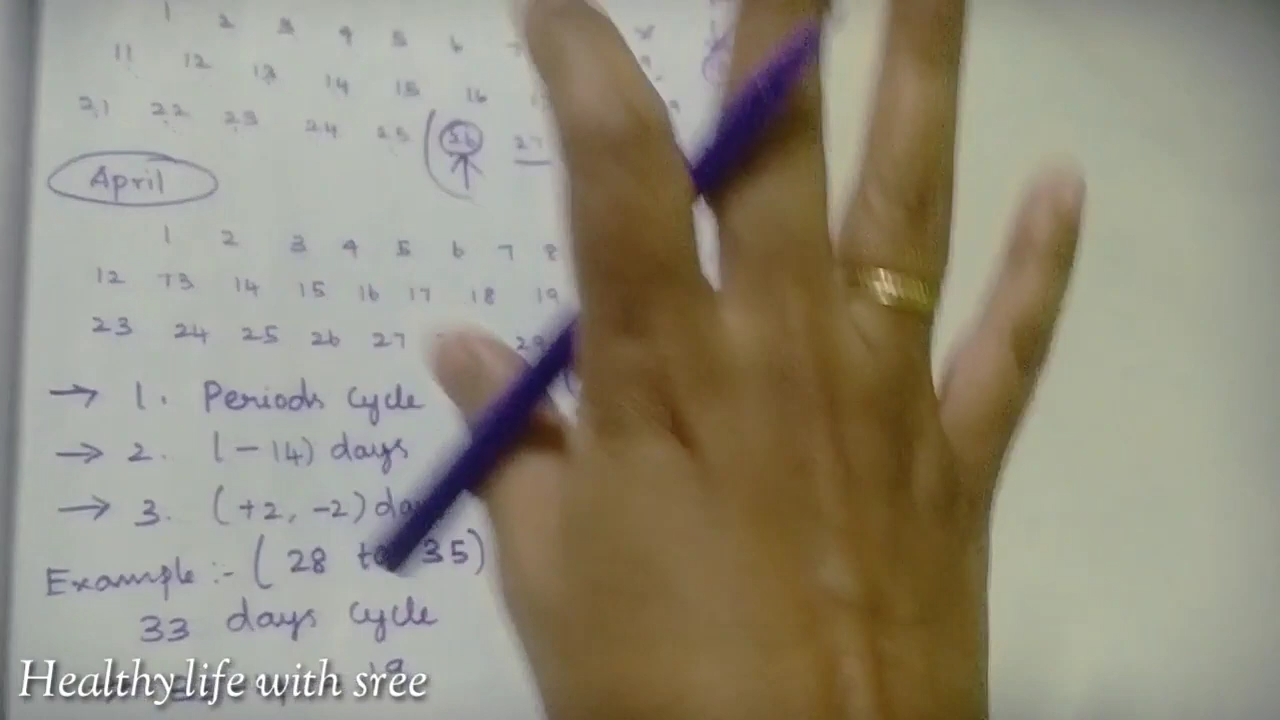 1 2 3 4 5 6 7
11 12 13 14 15 16
21 22 23 24 25 (26 27
April
1 2 3 4 5 6 7 8
12 13 14 15 16 17 18 19
23 24 25 26 27
→ 1. Periods Cycle
→ 2. (-14) days
→ 3. (+2, -2)
Example :- ( 28 to 35)
33 days cycle
Healthy life with sree